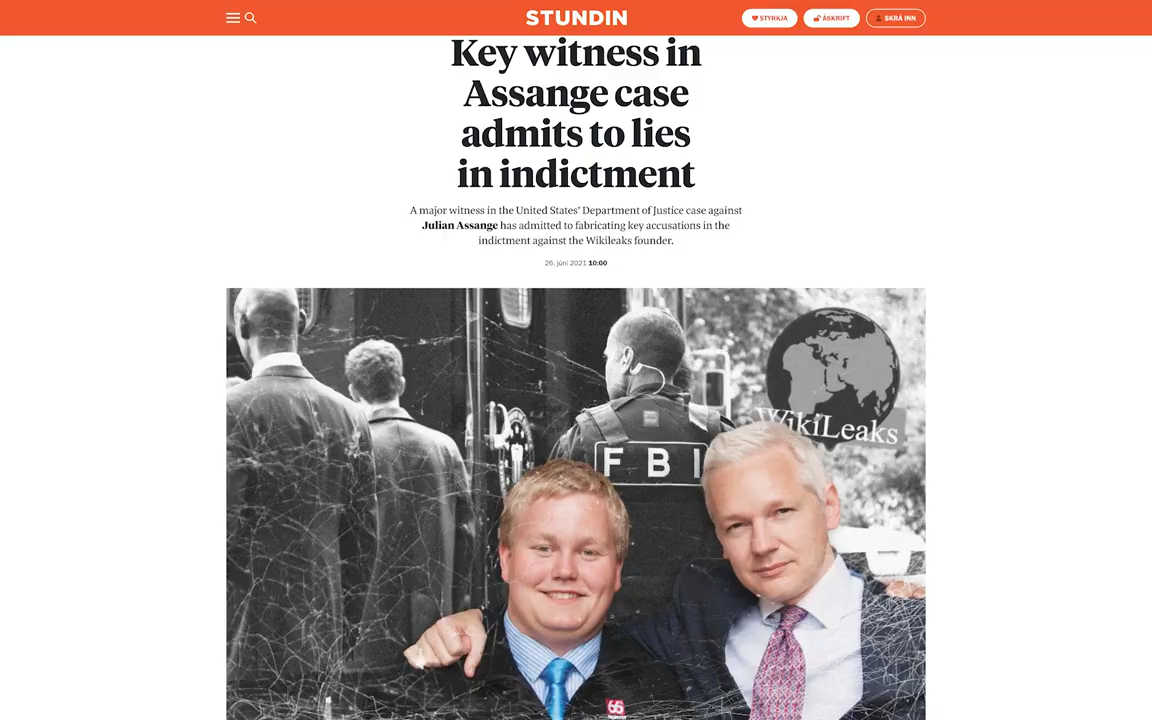 STUNDIN
STYRKJA
ÁSKRIFT
SKRÁ INN
Key witness in
Assange case
admits to lies
in indictment
A major witness in the United States’ Department of Justice case against
Julian Assange has admitted to fabricating key accusations in the
indictment against the Wikileaks founder.
26. júní 2021 10:00
WikiLeaks
FBI